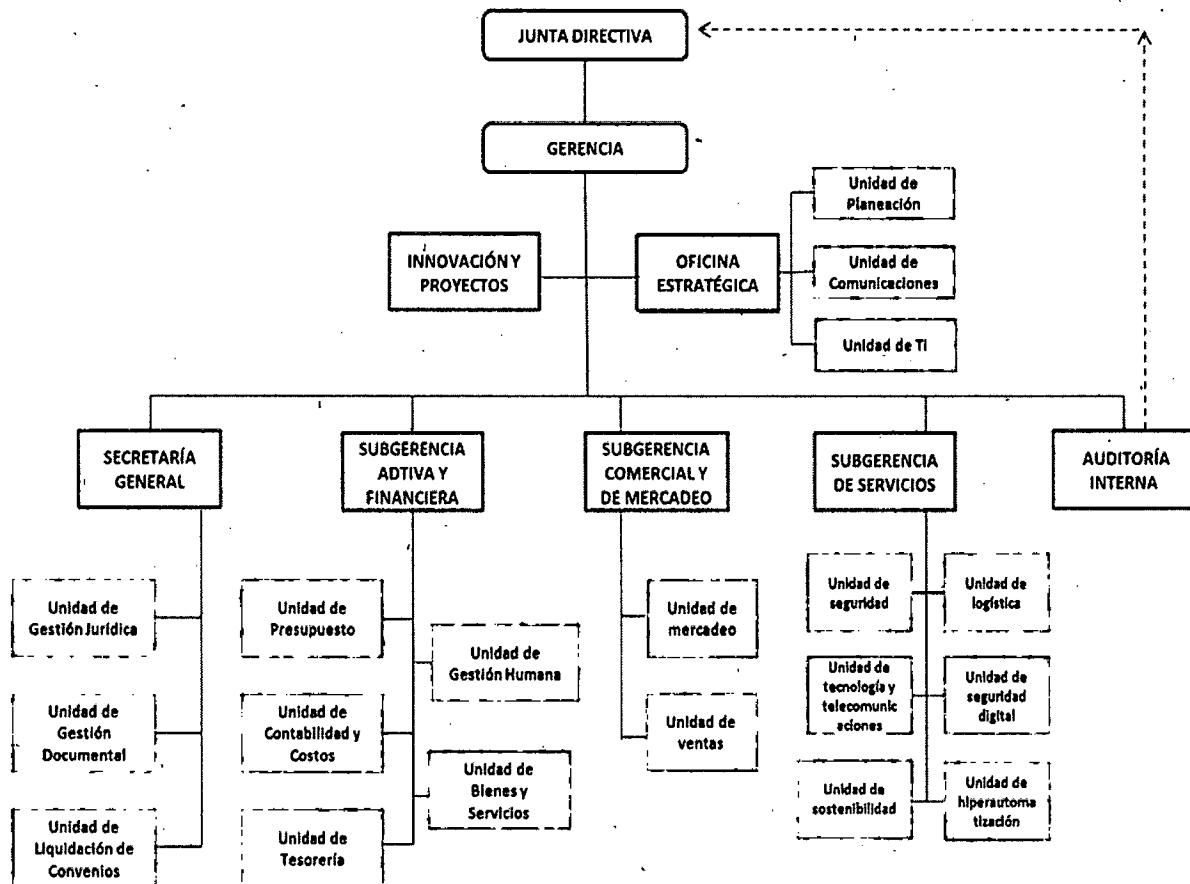 JUNTA DIRECTIVA
GERENCIA
Unidad de
Planeación
INNOVACIÓN Y
PROYECTOS
OFICINA
ESTRATÉGICA
Unidad de
Comunicaciones
Unidad de TI
SECRETARÍA
GENERAL
SUBGERENCIA
ADTIVA Y
FINANCIERA
SUBGERENCIA
COMERCIAL Y
DE MERCADEO
SUBGERENCIA
DE SERVICIOS
AUDITORÍA
INTERNA
Unidad de
Gestión Jurídica
Unidad de
Gestión
Documental
Unidad de
Liquidación de
Convenios
Unidad de
Presupuesto
Unidad de
Gestión Humana
Unidad de
Contabilidad y
Costos
Unidad de
Bienes y
Servicios
Unidad de
Tesorería
Unidad de
mercadeo
Unidad de
ventas
Unidad de
seguridad
Unidad de
logística
Unidad de
tecnología y
telecomunic
aciones
Unidad de
seguridad
digital
Unidad de
sostenibilidad
Unidad de
hiperautoma
tización